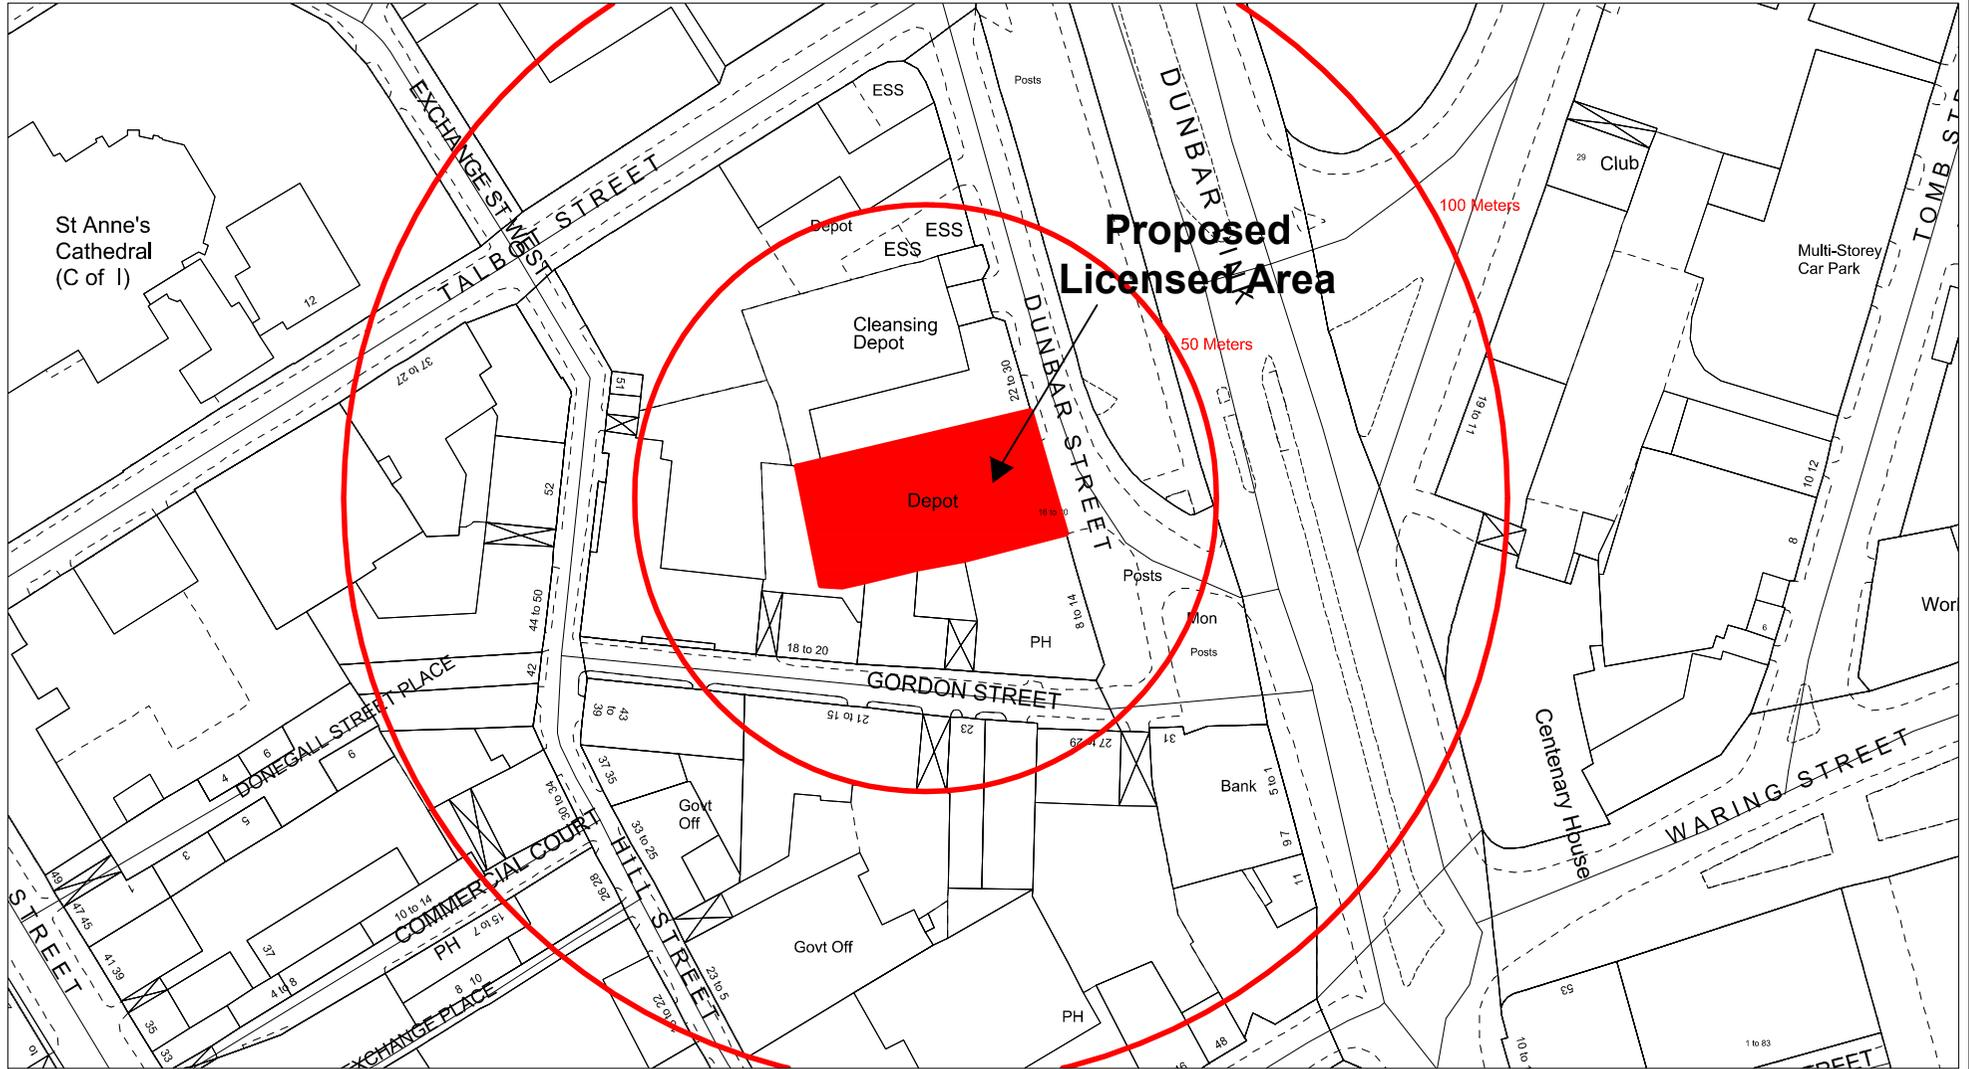 ESS
Posts
DUNBAR LINK
EXCHANGE ST WEST
TALBOT STREET
29
Club
TOMB ST
100 Meters
St Anne's
Cathedral
(C of I)
12
Depot
ESS
ESS
Proposed
Licensed Area
Multi-Storey
Car Park
Cleansing
Depot
50 Meters
DUNBAR STREET
22 to 30
37 to 27
51
19 to 11
52
Depot
10 12
8
Posts
44 to 50
8 to 14
Mon
Posts
PH
18 to 20
6
42
GORDON STREET
DONEGALL STREET PLACE
43
to
39
21 to 15
23
27 to 29
31
Centenary House
WARING STREET
4
6
9
5
3
37 35
30 to 34
Govt
Off
Bank
5 to 1
33 to 25
HILL STREET
97
11
COMMERCIAL COURT
26 28
10 to 14
15 to 7
PH
49
47 45
STREET
41 39
37
Govt Off
4 to 8
8 10
EXCHANGE PLACE
23 to 5
53
PH
35
33
to
48
46
10 to
1 to 83
STREET